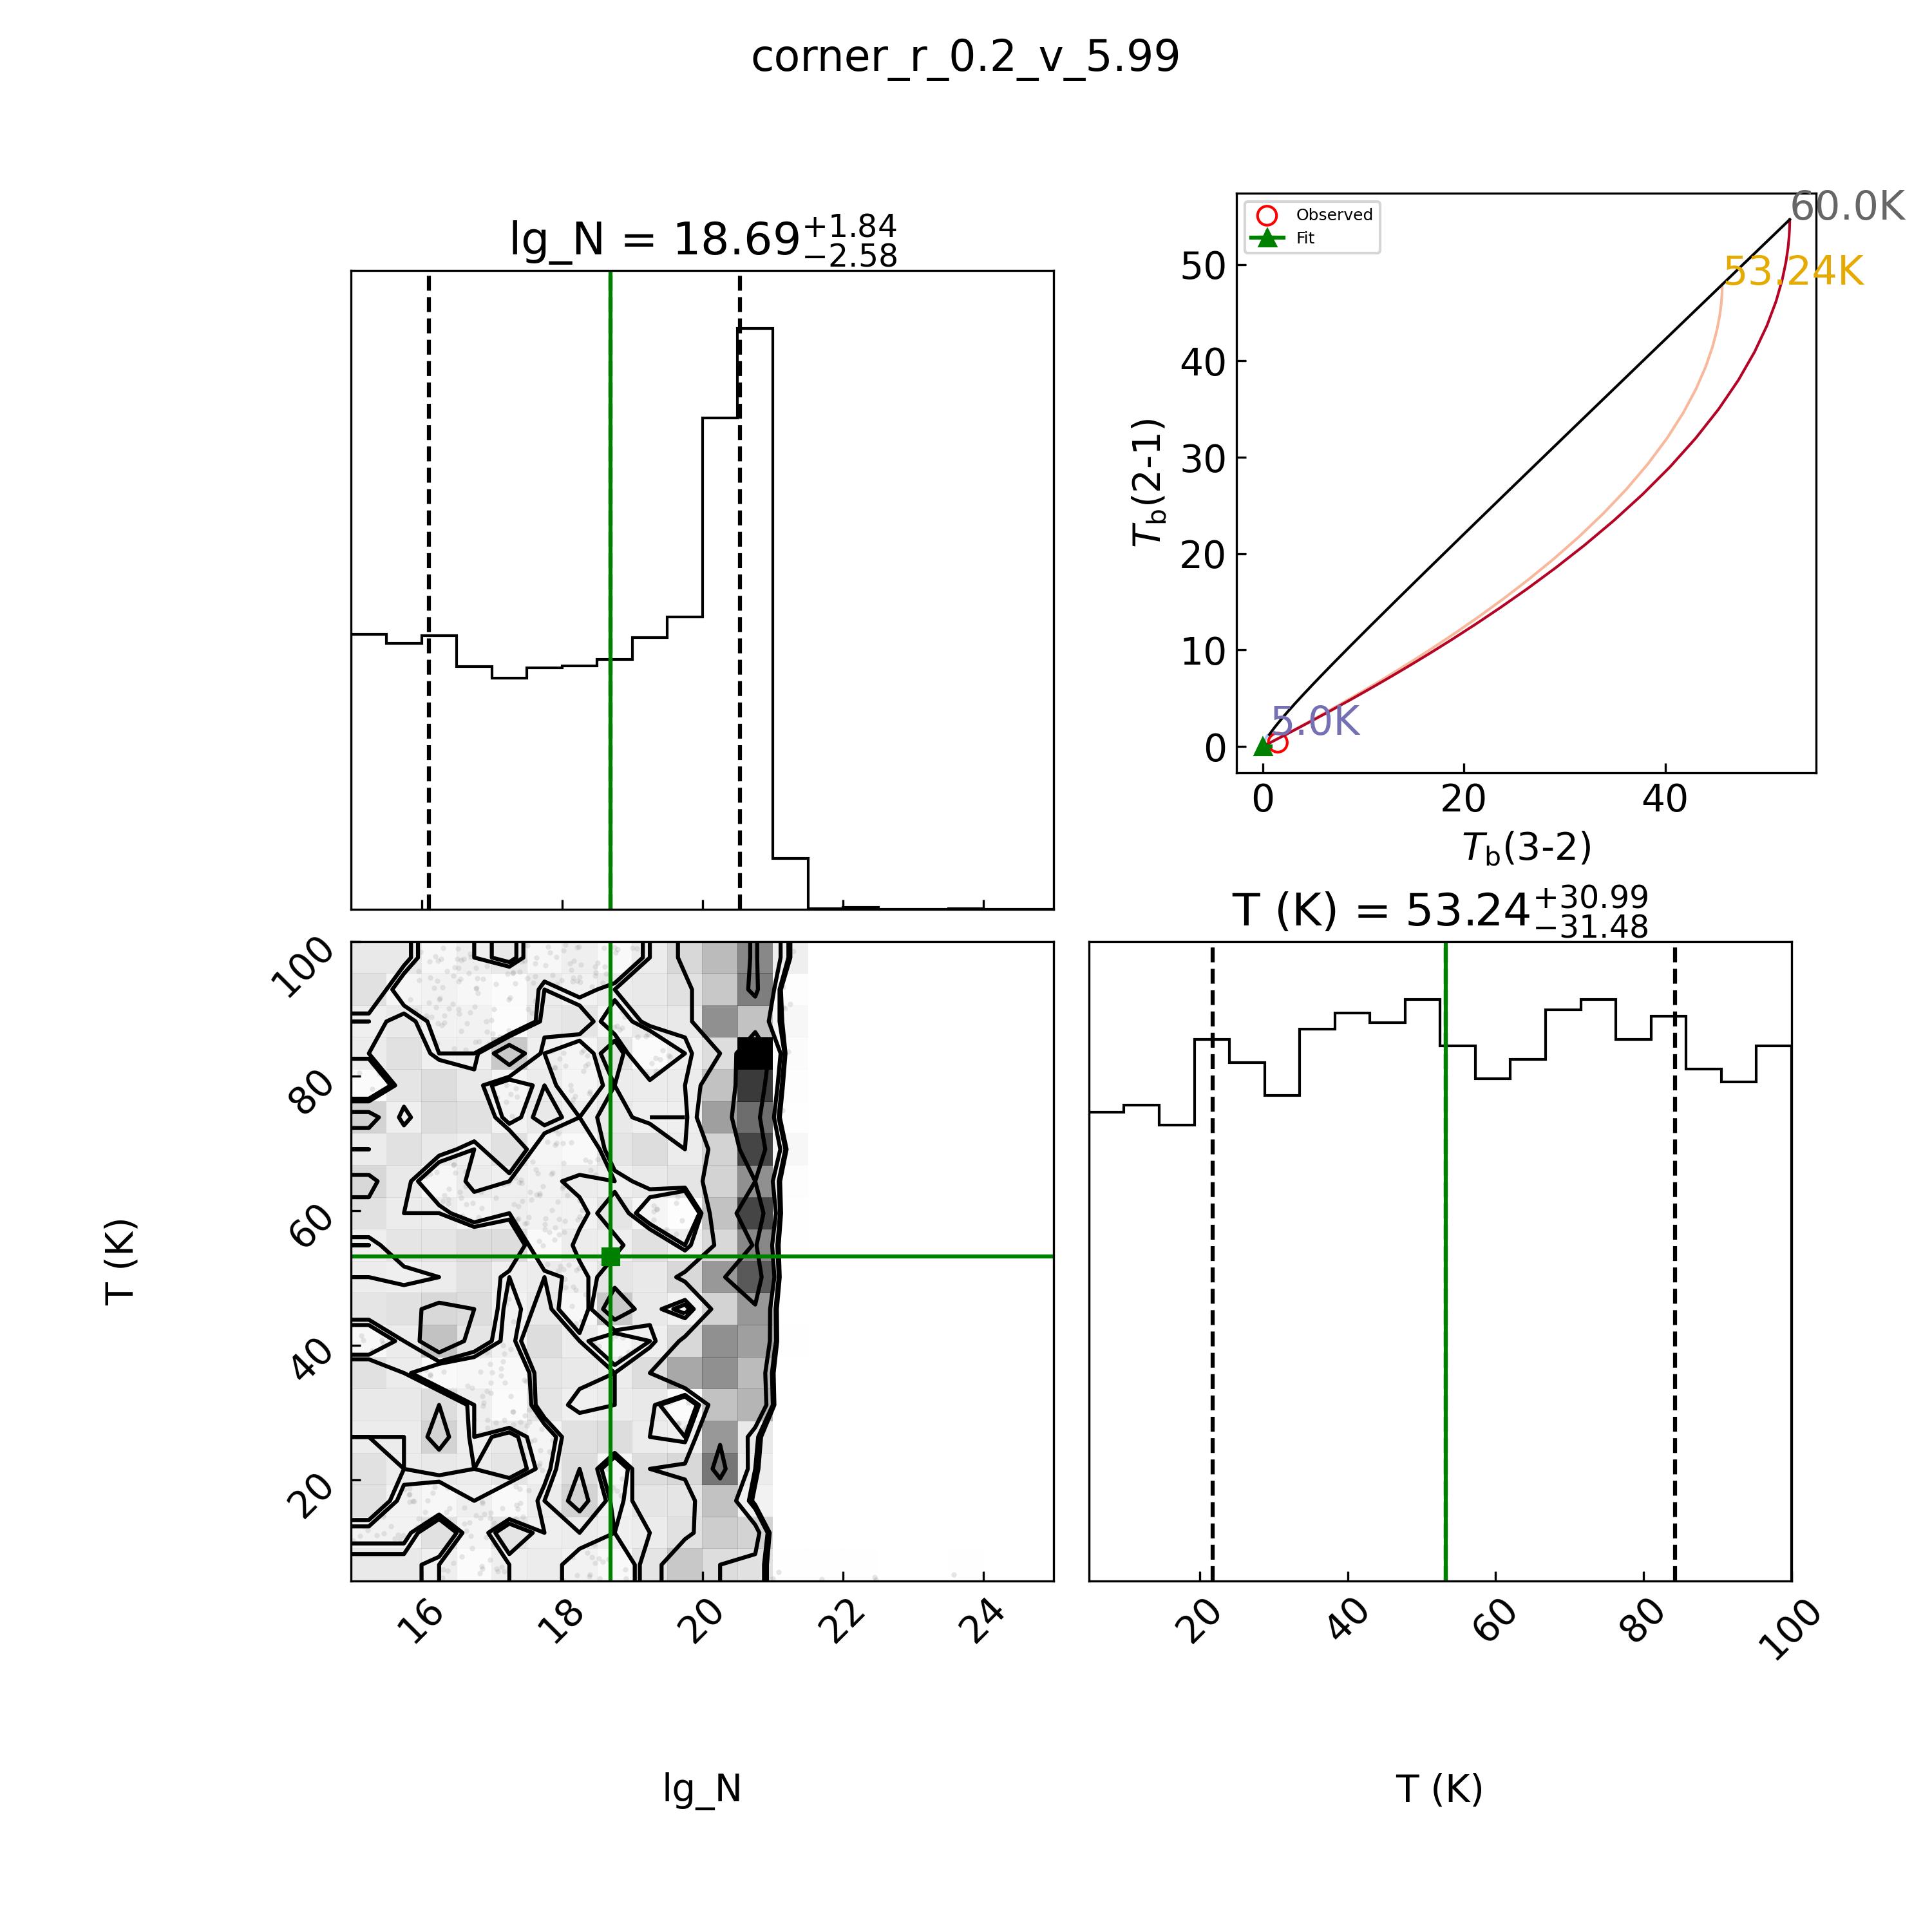 corner_r_0.2_v_5.99
lg_N = 18.69+1.84−2.58
Observed
Fit
60.0K
53.24K
5.0K
50
40
30
20
10
0
Tb(2-1)
0 20 40
Tb(3-2)
T (K) = 53.24+30.99−31.48
100
80
60
40
20
T (K)
16 18 20 22 24
lg_N
20 40 60 80 100
T (K)